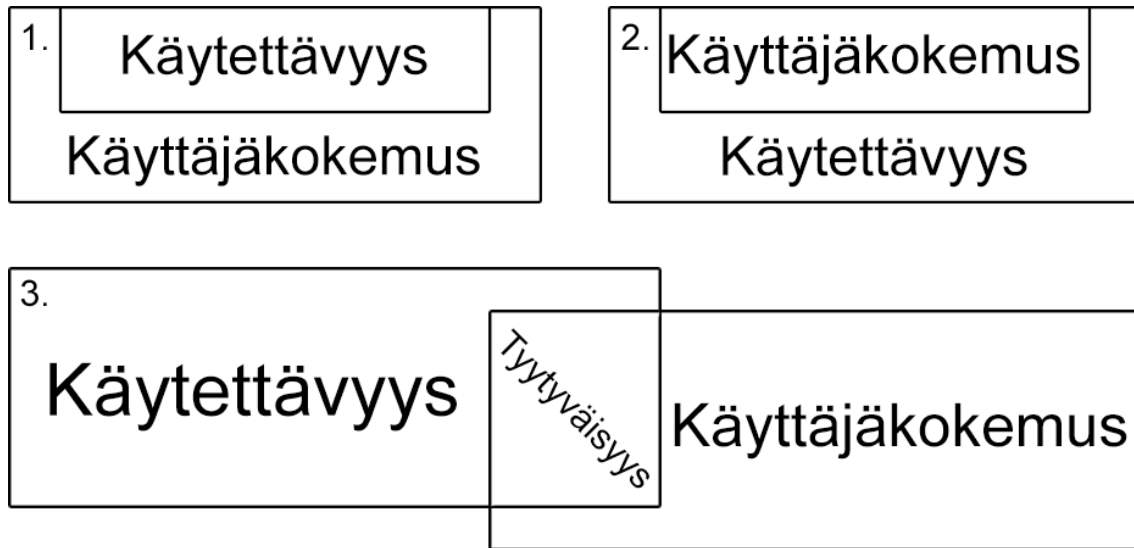 1.
Käytettävyys
Käyttäjäkokemus
2.
Käyttäjäkokemus
Käytettävyys
3.
Käytettävyys
Tyytyväisyys
Käyttäjäkokemus